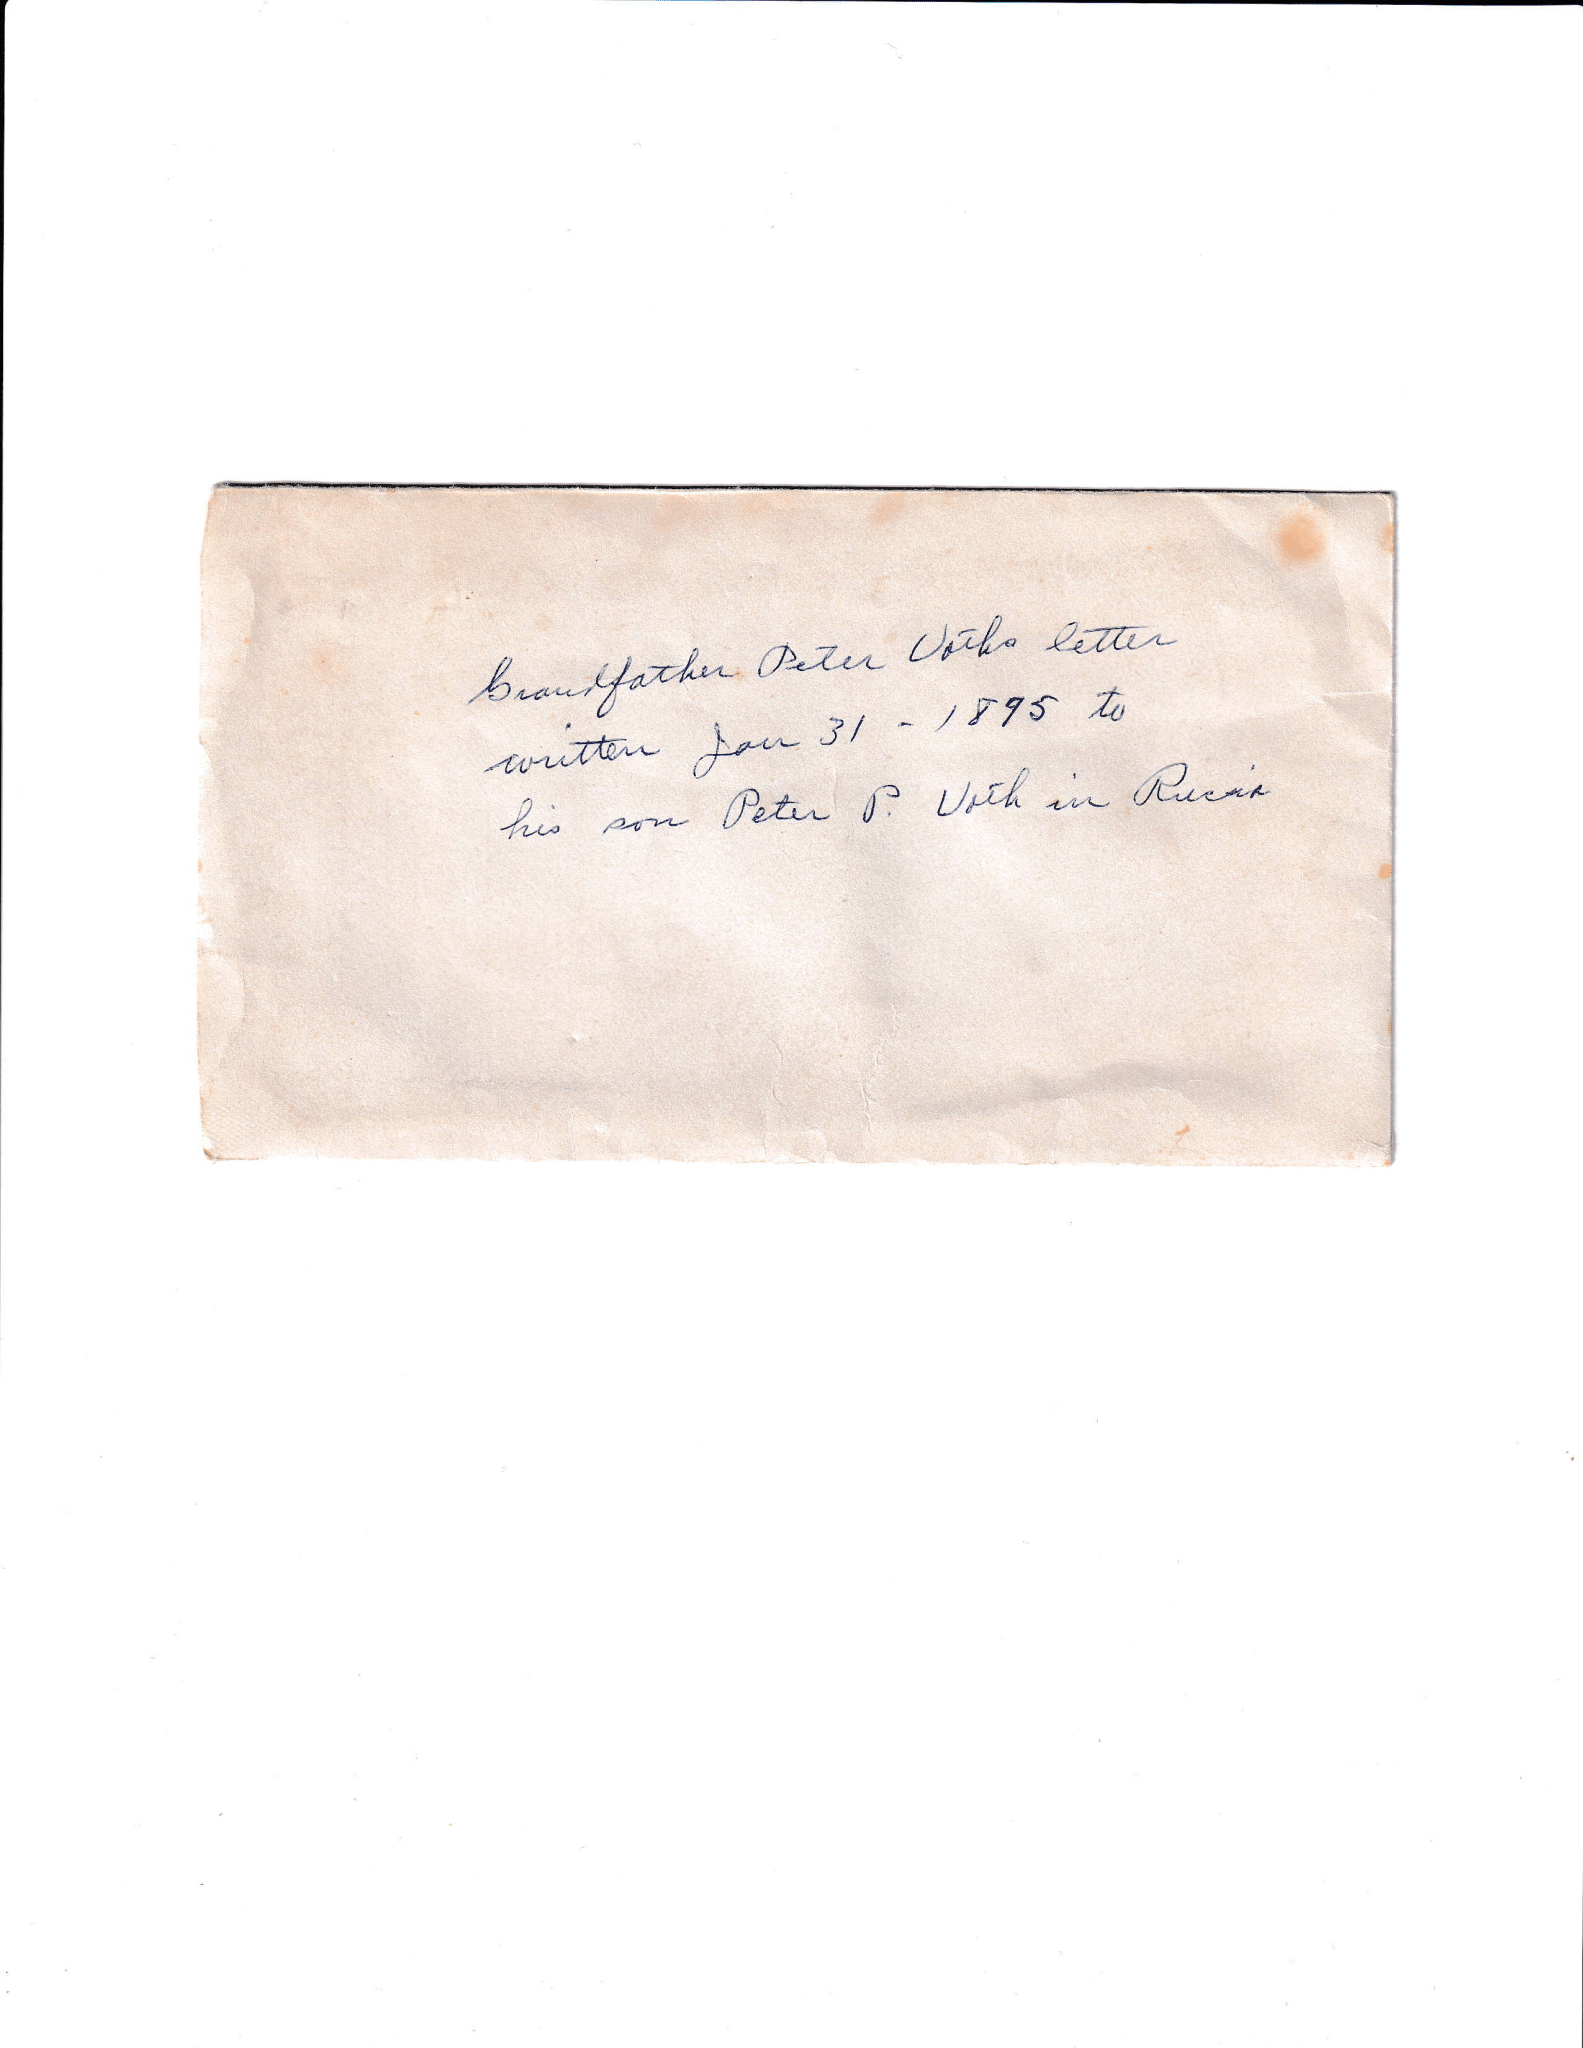 Grandfather Peter Voths letter
written Jan 31 - 1895 to
his son Peter P. Voth in Russia